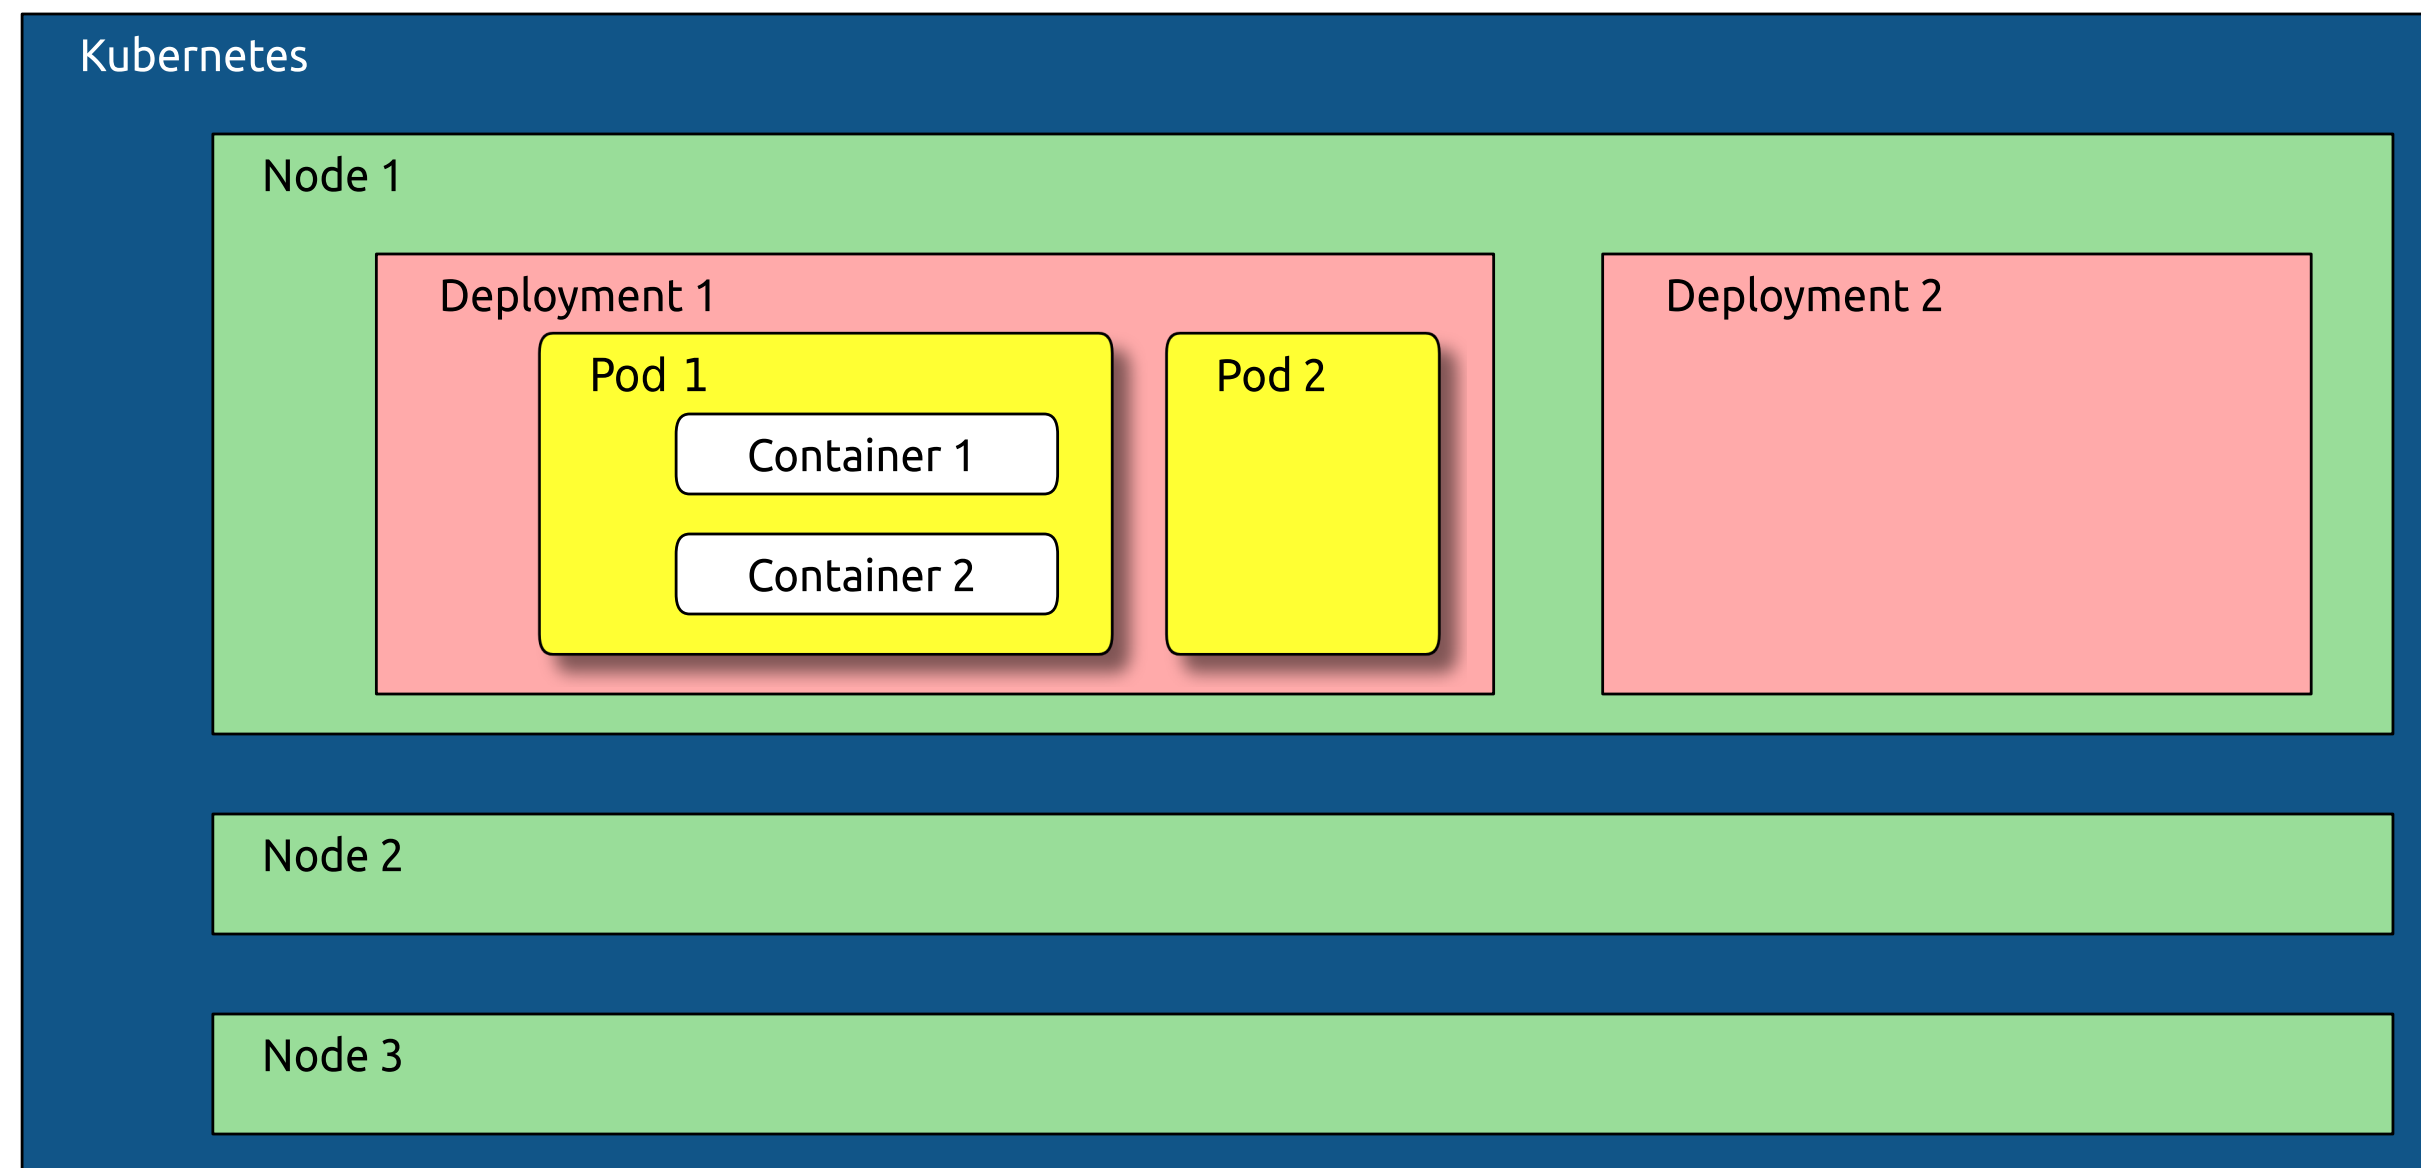 Kubernetes
Node 1
Deployment 1
Deployment 2
Pod 1
Pod 2
Container 1
Container 2
Node 2
Node 3